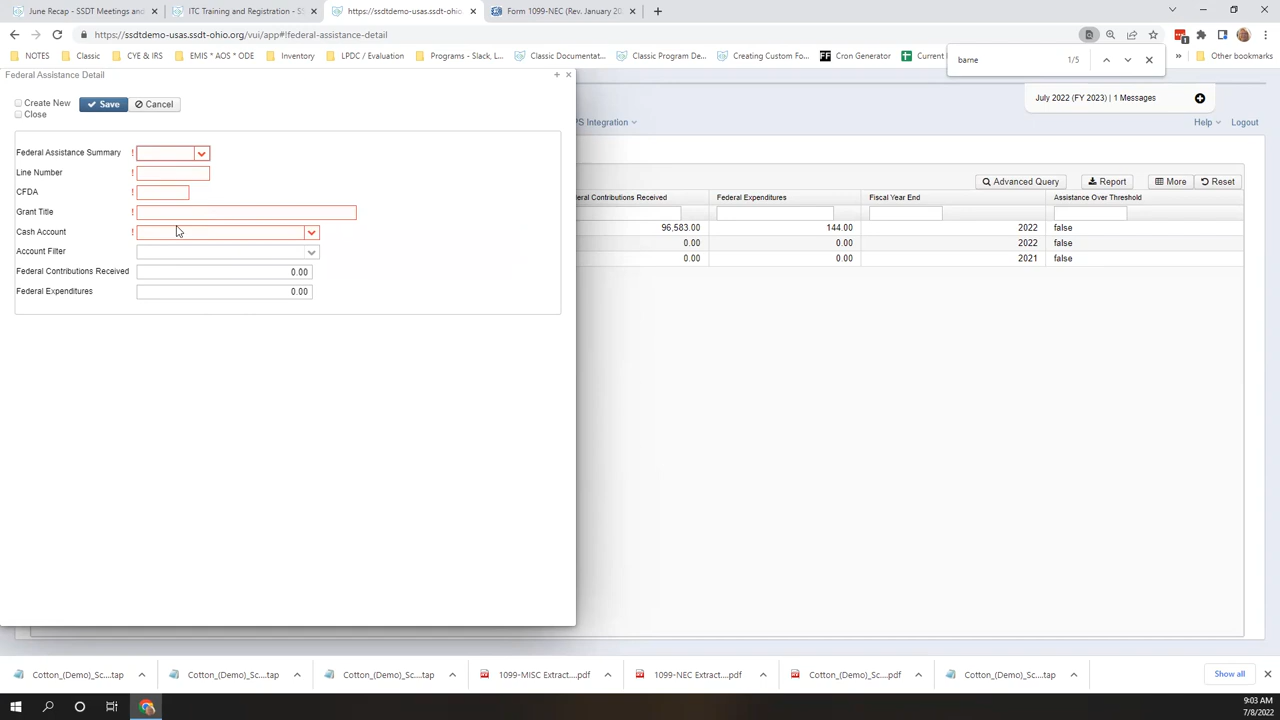 June Recap - SSDT Meetings and
ITC Training and Registration - SS
https://ssdtdemo-usas.ssdt-ohio
Form 1099-NEC (Rev. January 20
https://ssdtdemo-usas.ssdt-ohio.org/vui/app#!federal-assistance-detail
NOTES
Classic
CYE & IRS
EMIS * AOS * ODE
Inventory
LPDC / Evaluation
Programs - Slack, L...
Classic Documentat...
Classic Program De...
Creating Custom Fo...
FF Cron Generator
Current
Other bookmarks
barne 1/5
Federal Assistance Detail
July 2022 (FY 2023) | 1 Messages
Create New
Close
Save
Cancel
PS Integration
Help
Logout
Federal Assistance Summary !
Line Number !
CFDA !
Grant Title !
Cash Account !
Account Filter
Federal Contributions Received 0.00
Federal Expenditures 0.00
Advanced Query
Report
More
Reset
eral Contributions Received Federal Expenditures Fiscal Year End Assistance Over Threshold
96,583.00 144.00 2022 false
0.00 0.00 2022 false
0.00 0.00 2021 false
Cotton_(Demo)_Sc....tap
Cotton_(Demo)_Sc....tap
Cotton_(Demo)_Sc....tap
1099-MISC Extract....pdf
1099-NEC Extract....pdf
Cotton_(Demo)_Sc....pdf
Cotton_(Demo)_Sc....tap
Show all
9:03 AM
7/8/2022